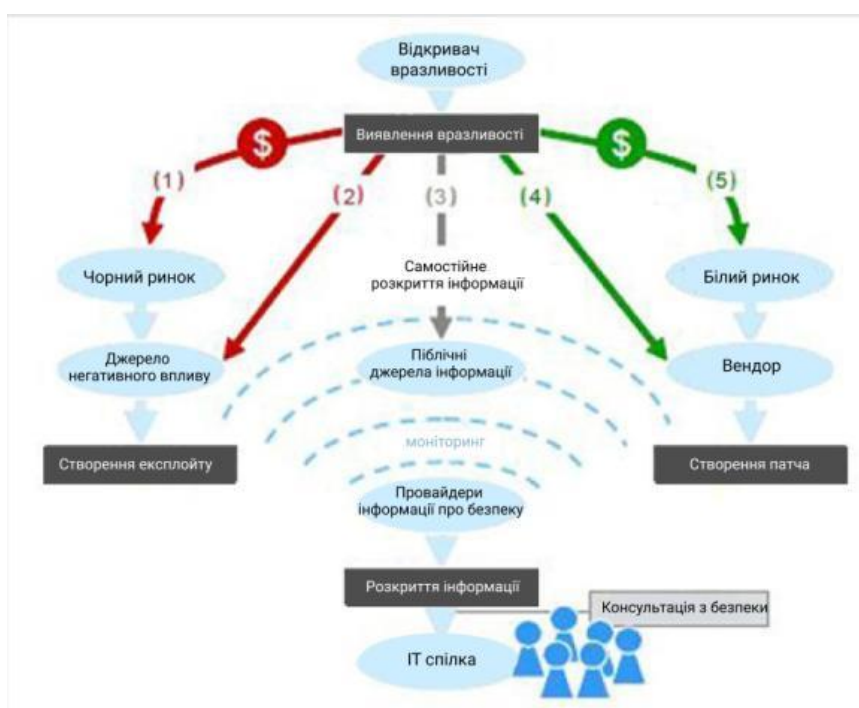 Відкривач
вразливості
Виявлення вразливості
$
$
(1)
(2)
(3)
(4)
(5)
Чорний ринок
Самостійне
розкриття інформації
Білий ринок
Джерело
негативного впливу
Піблічні
джерела інформації
Вендор
моніторинг
Створення експлойту
Створення патча
Провайдери
інформації про безпеку
Розкриття інформації
Консультація з безпеки
ІТ спілка